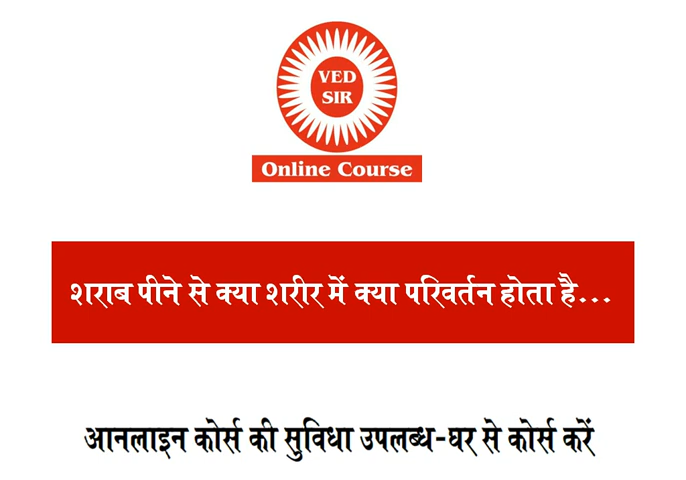 VED
SIR
Online Course
शराब पीने से क्या शरीर में क्या परिवर्तन होता है...
आनलाइन कोर्स की सुविधा उपलब्ध-घर से कोर्स करें